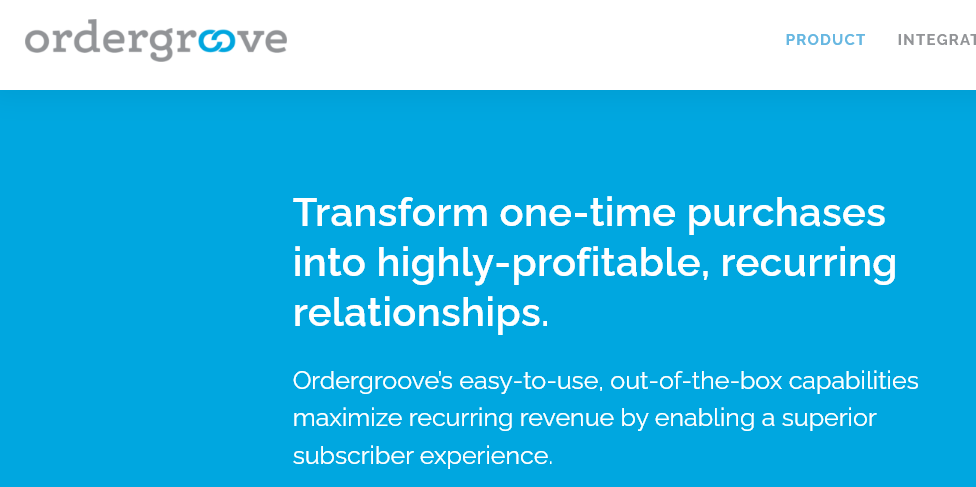 ordergroove
PRODUCT
INTEGRAT
Transform one-time purchases
into highly-profitable, recurring
relationships.
Ordergroove’s easy-to-use, out-of-the-box capabilities
maximize recurring revenue by enabling a superior
subscriber experience.